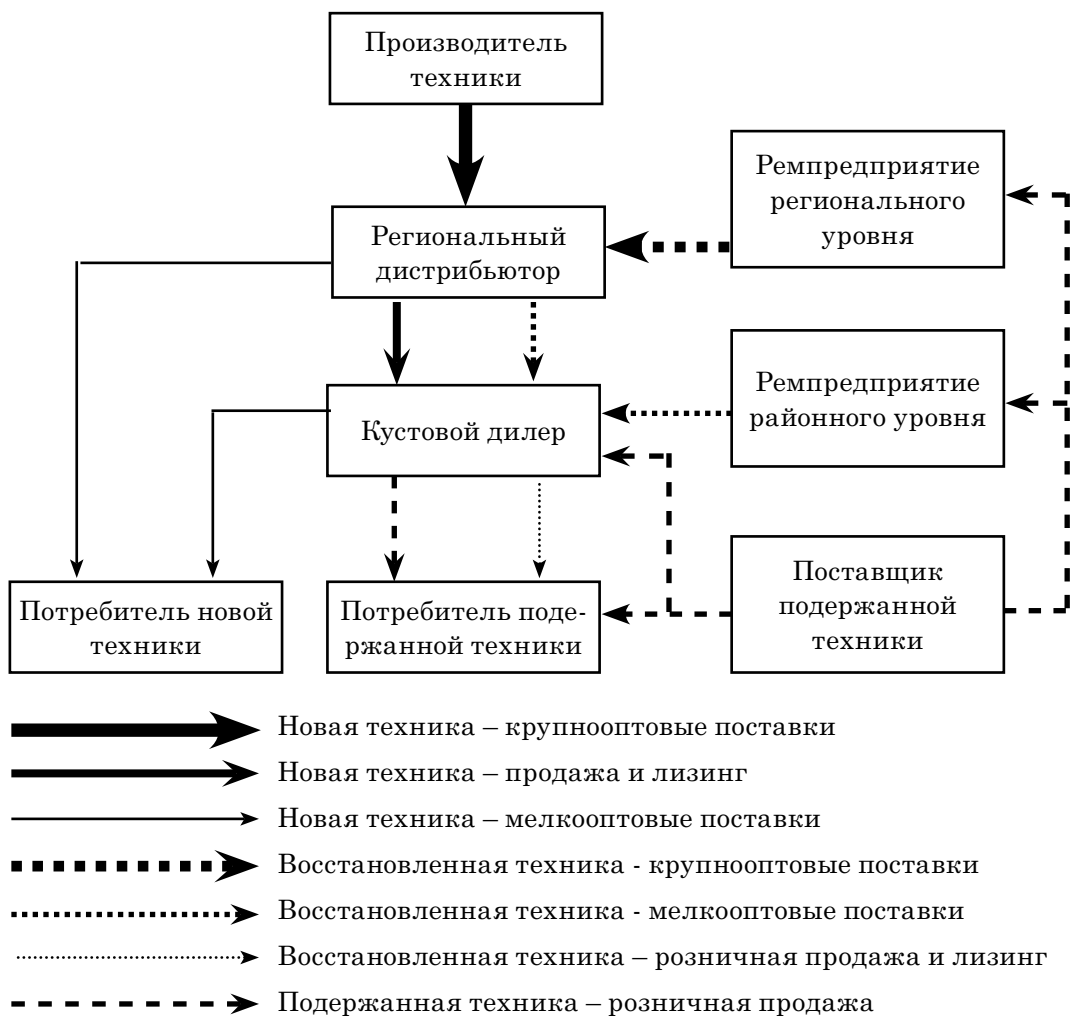 Производитель
техники
Ремпредприятие
регионального
уровня
Региональный
дистрибьютор
Ремпредприятие
районного уровня
Кустовой дилер
Поставщик
подержанной
техники
Потребитель новой
техники
Потребитель поде-
ржанной техники
Новая техника – крупнооптовые поставки
Новая техника – продажа и лизинг
Новая техника – мелкооптовые поставки
Восстановленная техника - крупнооптовые поставки
Восстановленная техника - мелкооптовые поставки
Восстановленная техника – розничная продажа и лизинг
Подержанная техника – розничная продажа